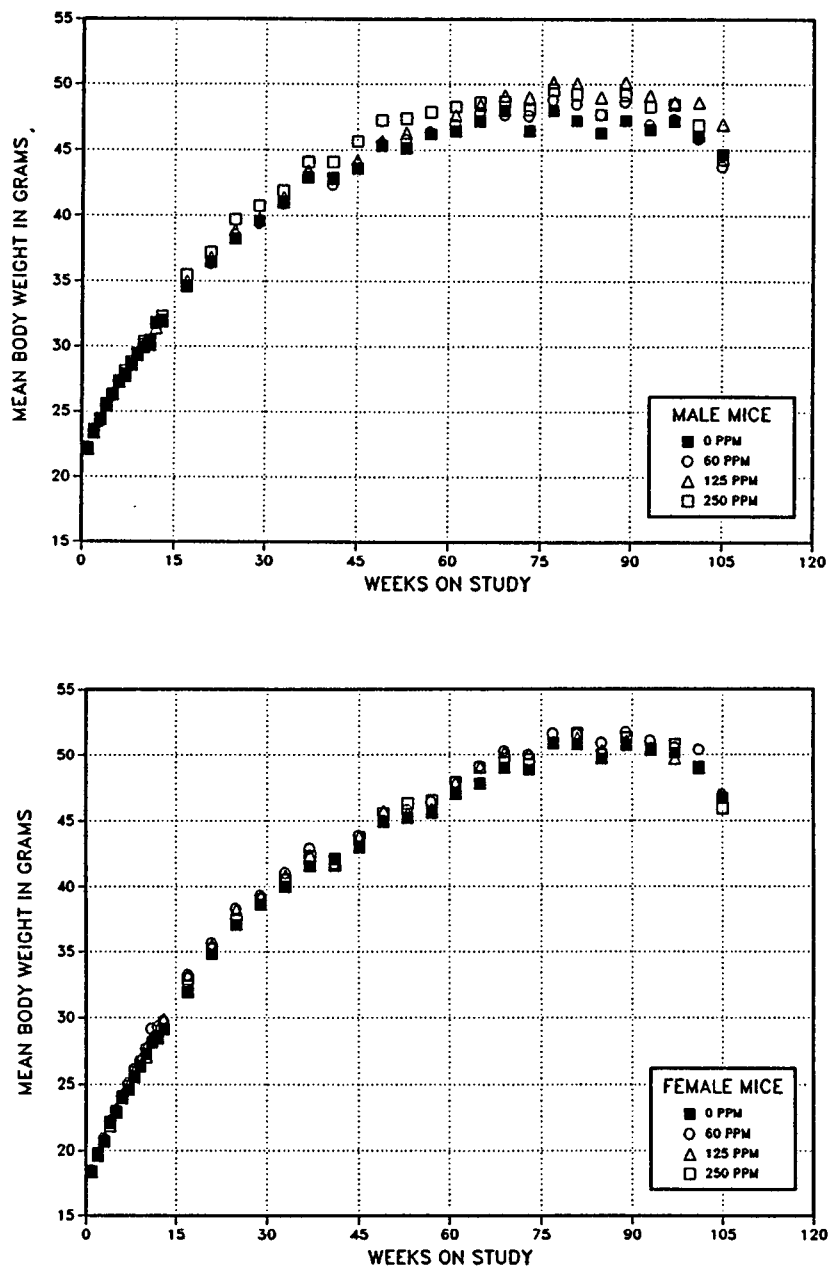 55
50
45
40
35
30
25
20
15
MEAN BODY WEIGHT IN GRAMS
MALE MICE
0 PPM
60 PPM
125 PPM
250 PPM
0 15 30 45 60 75 90 105 120
WEEKS ON STUDY
55
50
45
40
35
30
25
20
15
MEAN BODY WEIGHT IN GRAMS
FEMALE MICE
0 PPM
60 PPM
125 PPM
250 PPM
0 15 30 45 60 75 90 105 120
WEEKS ON STUDY